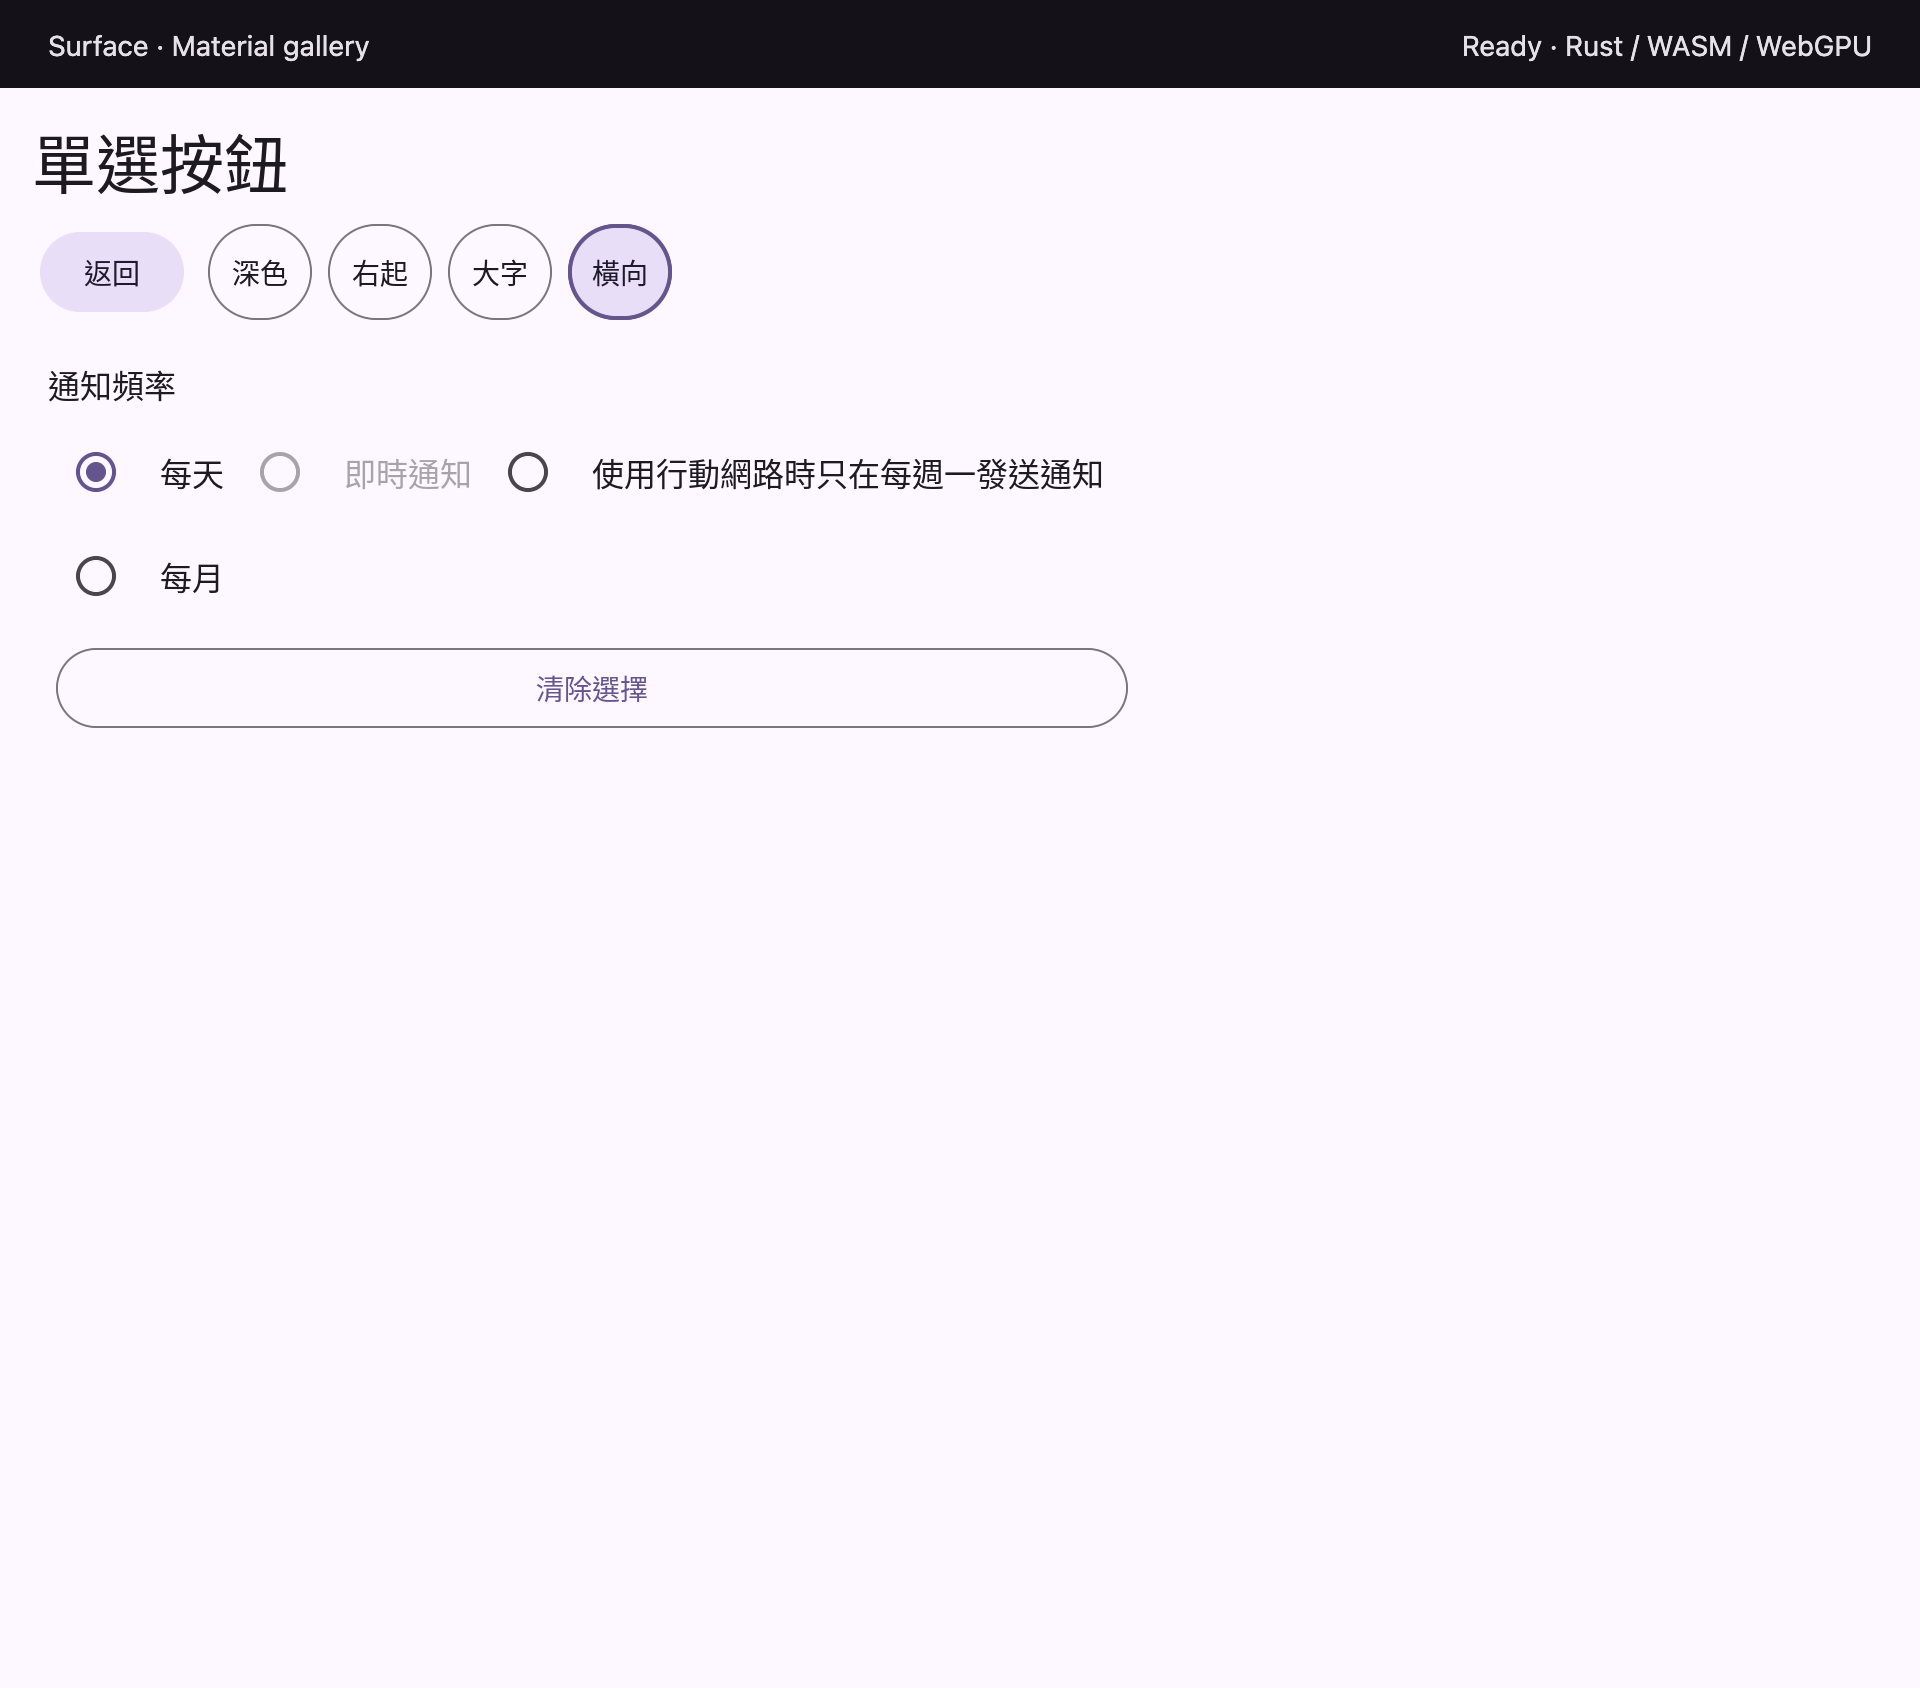 Surface · Material gallery
Ready · Rust / WASM / WebGPU
單選按鈕
返回 深色 右起 大字 橫向
通知頻率
每天 即時通知 使用行動網路時只在每週一發送通知
每月
清除選擇